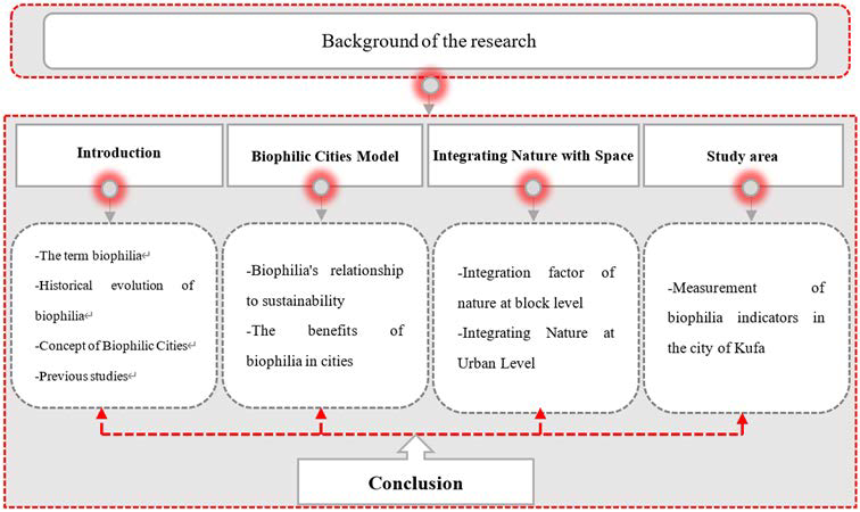 Background of the research
Introduction
Biophilic Cities Model
Integrating Nature with Space
Study area
-The term biophilia↵
-Historical evolution of
biophilia↵
-Concept of Biophilic Cities↵
-Previous studies↵
-Biophilia's relationship
to sustainability
-The benefits of
biophilia in cities
-Integration factor of
nature at block level
-Integrating Nature at
Urban Level
-Measurement of
biophilia indicators in
the city of Kufa
Conclusion